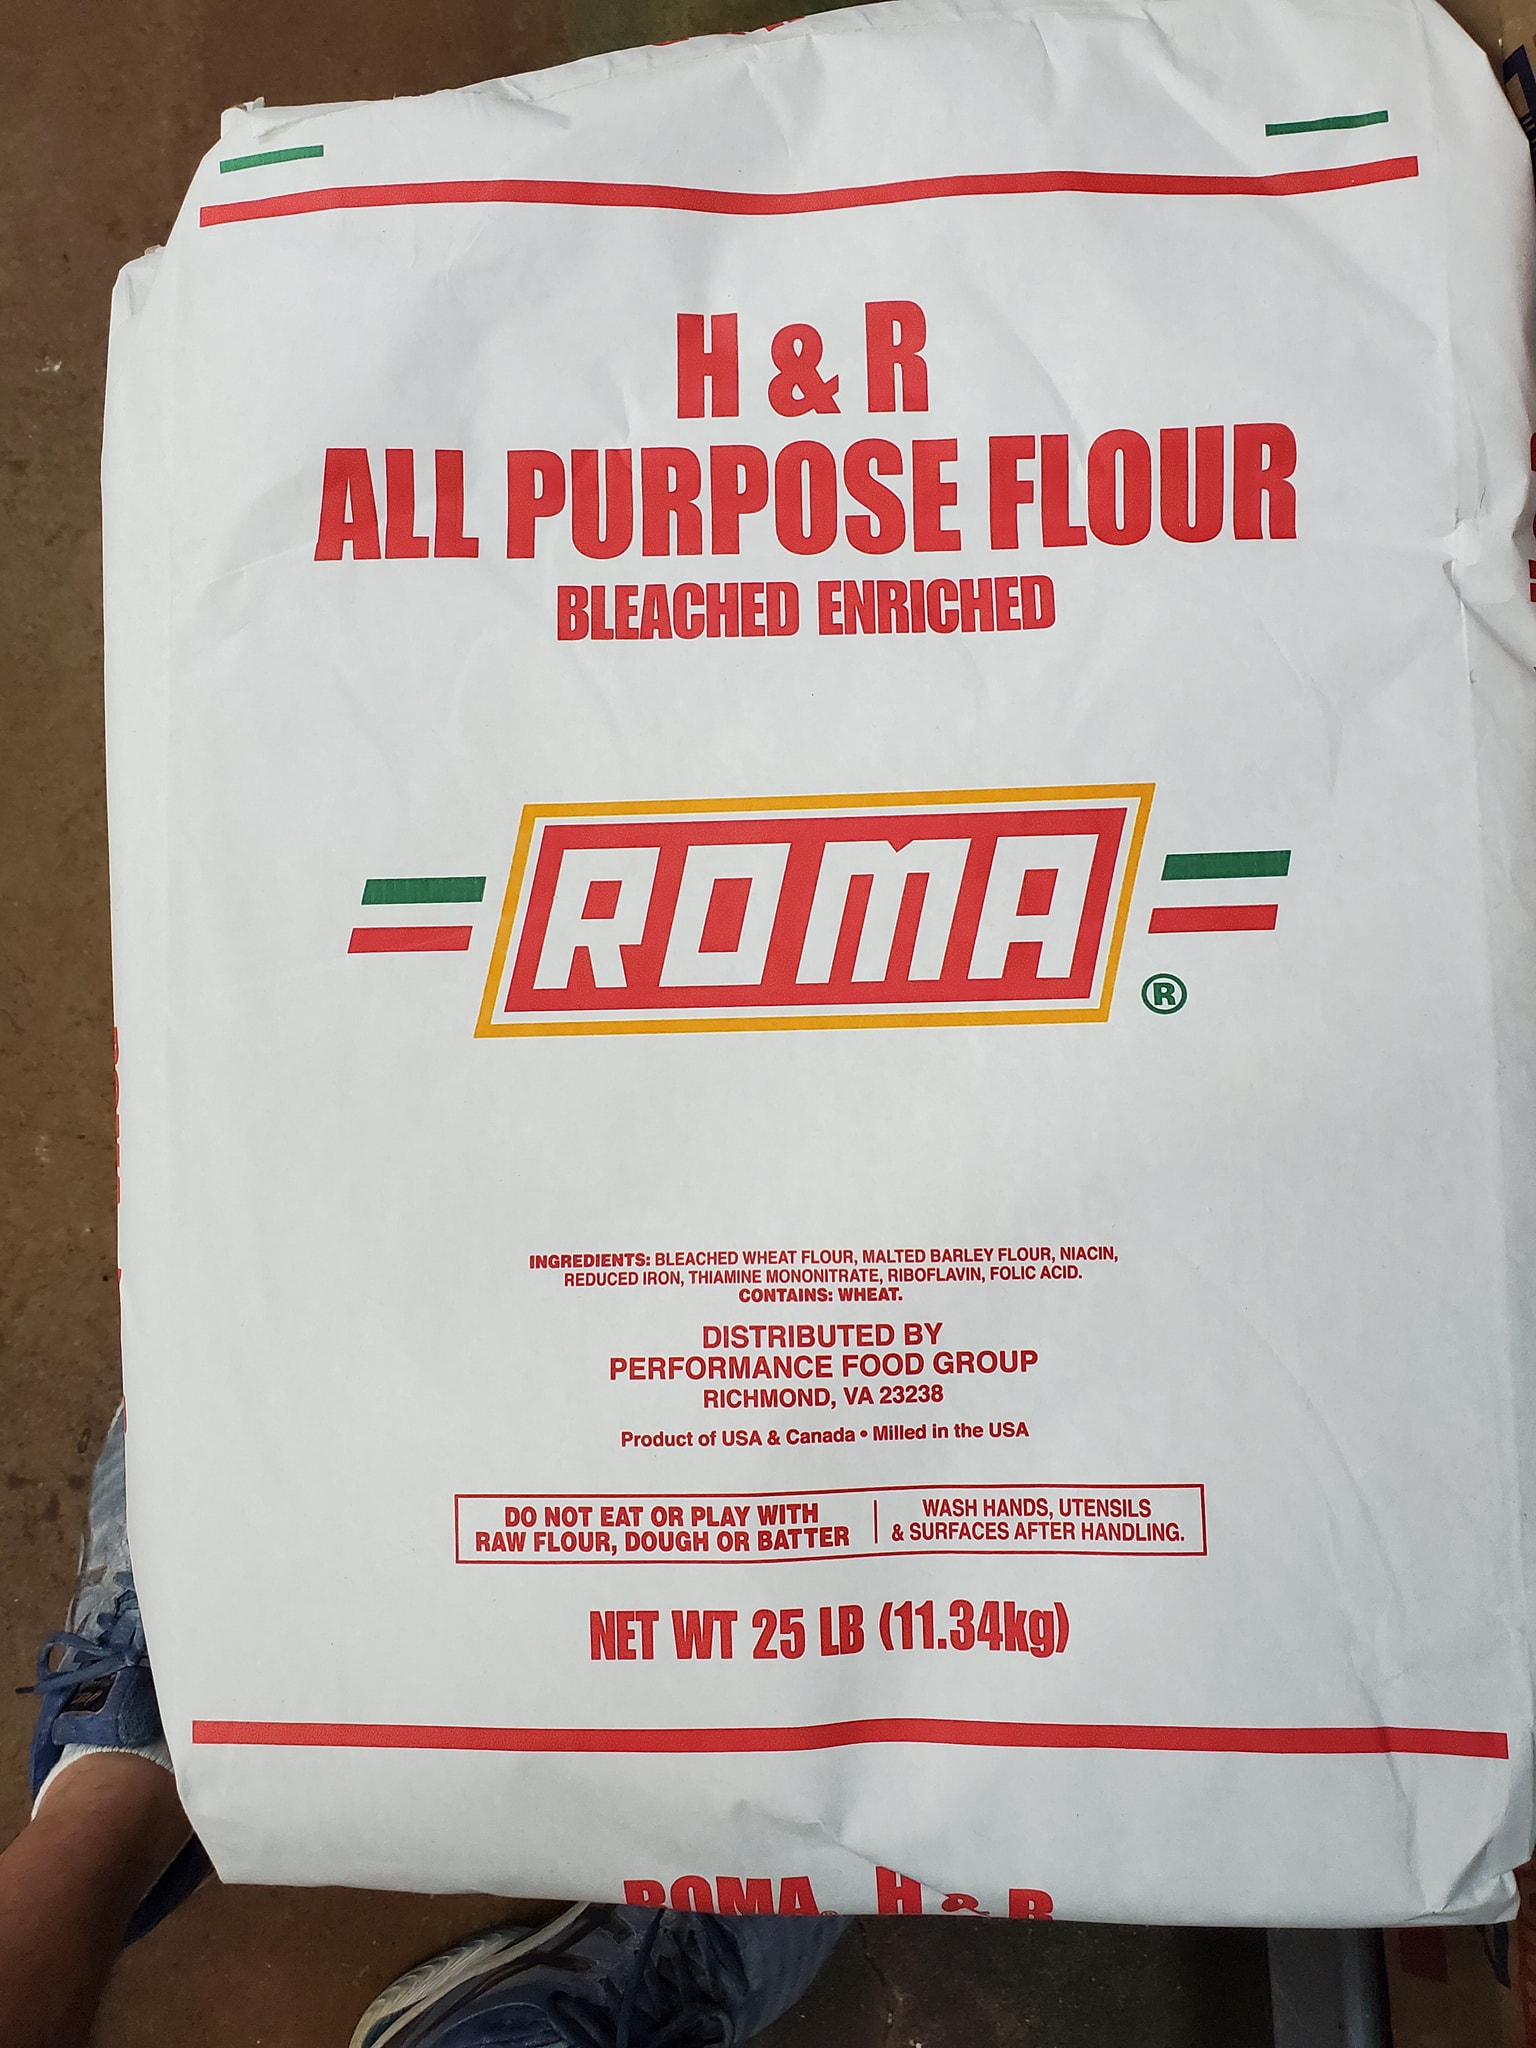 H & R
ALL PURPOSE FLOUR
BLEACHED ENRICHED
ROMA
®
INGREDIENTS: BLEACHED WHEAT FLOUR, MALTED BARLEY FLOUR, NIACIN,
REDUCED IRON, THIAMINE MONONITRATE, RIBOFLAVIN, FOLIC ACID.
CONTAINS: WHEAT.
DISTRIBUTED BY
PERFORMANCE FOOD GROUP
RICHMOND, VA 23238
Product of USA & Canada • Milled in the USA
DO NOT EAT OR PLAY WITH
RAW FLOUR, DOUGH OR BATTER
WASH HANDS, UTENSILS
& SURFACES AFTER HANDLING.
NET WT 25 LB (11.34kg)
ROMA® H & R